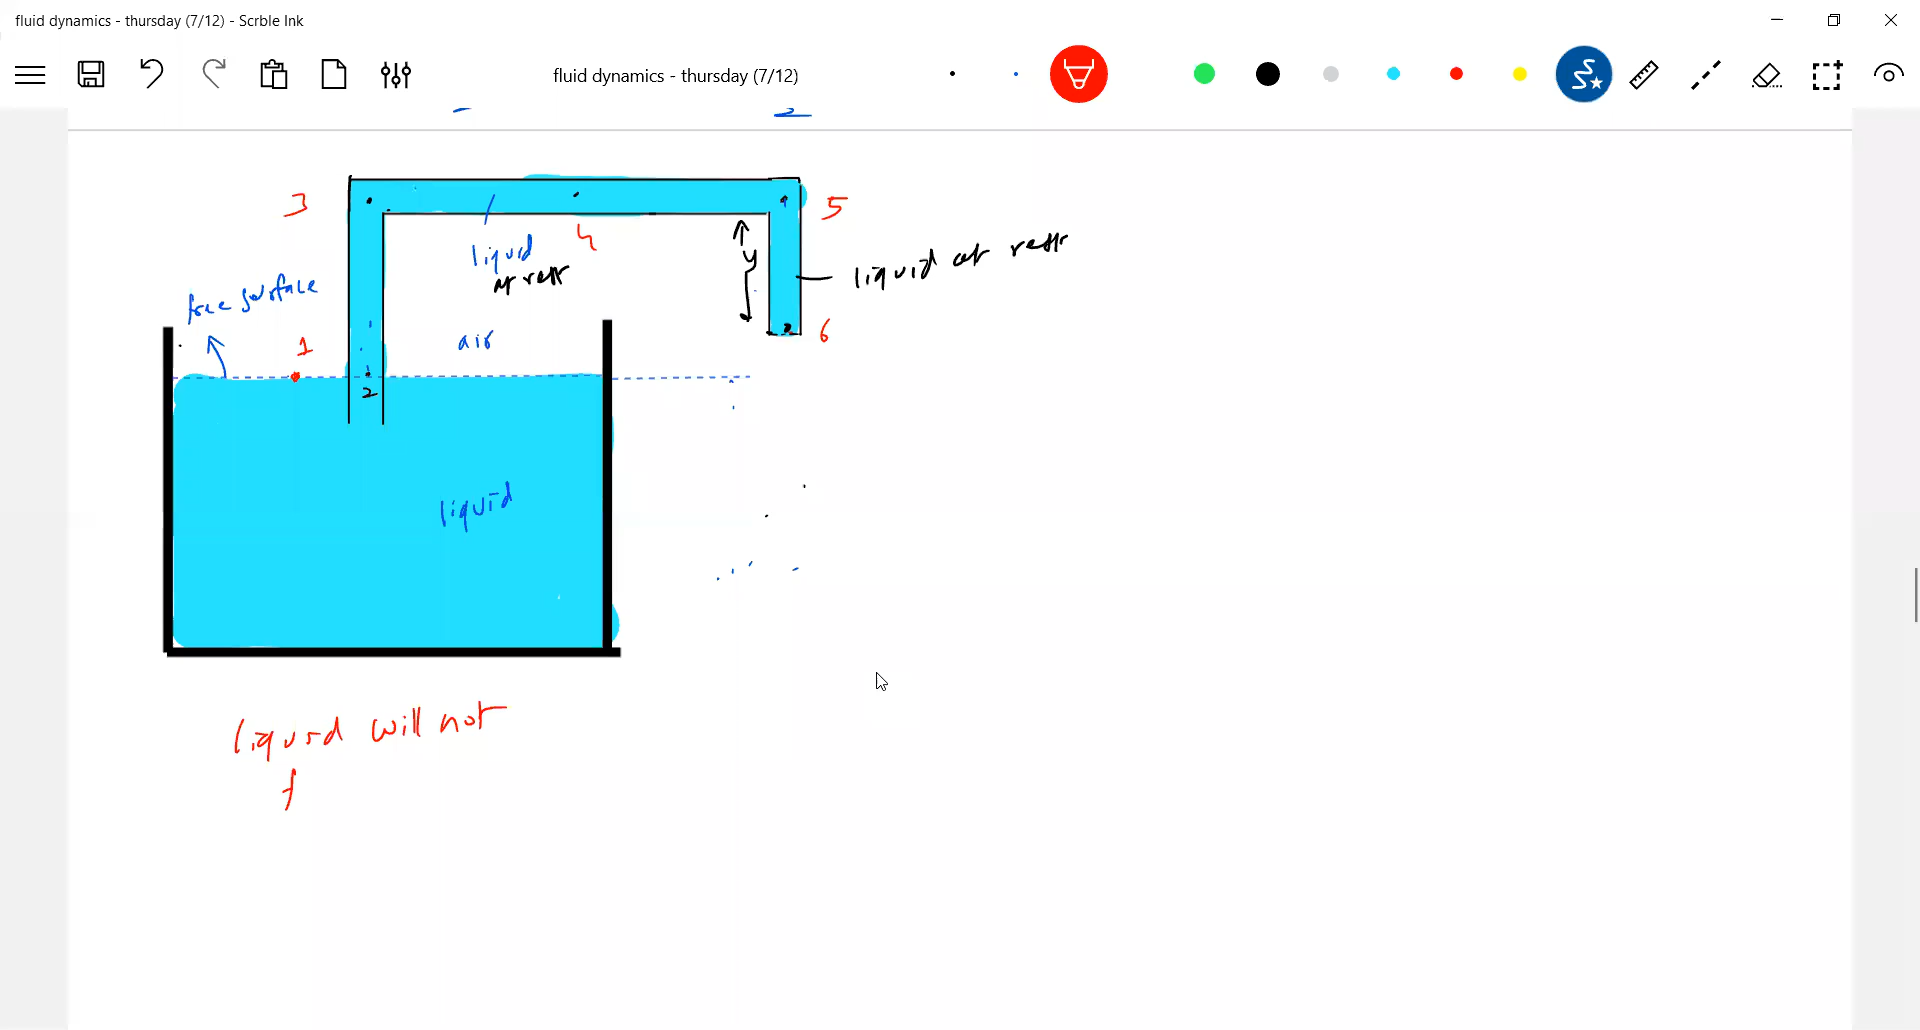 fluid dynamics - thursday (7/12) - Scrble Ink
fluid dynamics - thursday (7/12)
2
3
5
4
liquid
at rest
y
liquid at rest
free surface
1
air
6
2
liquid
liquid will not
f